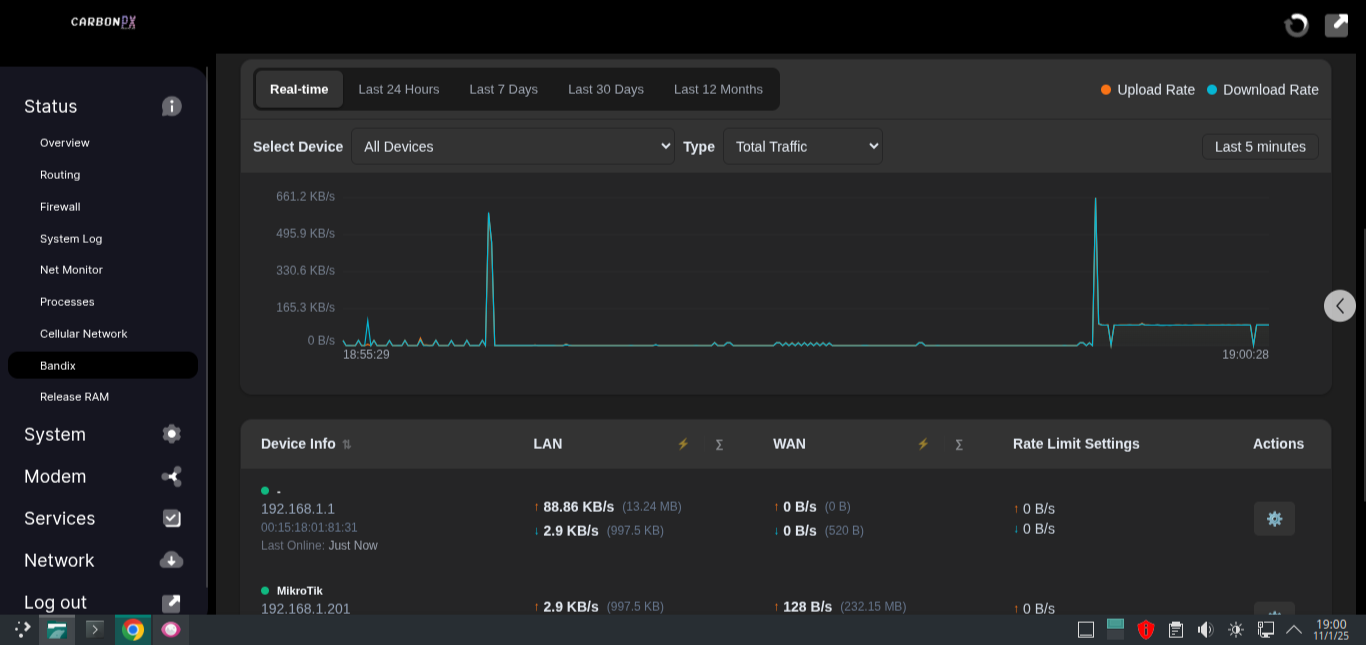 CARBONPX
Real-time Last 24 Hours Last 7 Days Last 30 Days Last 12 Months
Upload Rate Download Rate
Status
Overview
Routing
Firewall
System Log
Net Monitor
Processes
Cellular Network
Bandix
Release RAM
System
Modem
Services
Network
Log out
Select Device All Devices Type Total Traffic Last 5 minutes
661.2 KB/s
495.9 KB/s
330.6 KB/s
165.3 KB/s
0 B/s
18:55:29 19:00:28
Device Info ⇅ LAN ⚡ Σ WAN ⚡ Σ Rate Limit Settings Actions
-
192.168.1.1
00:15:18:01:81:31
Last Online: Just Now
↑ 88.86 KB/s (13.24 MB)
↓ 2.9 KB/s (997.5 KB)
↑ 0 B/s (0 B)
↓ 0 B/s (520 B)
↑ 0 B/s
↓ 0 B/s
MikroTik
192.168.1.201
↑ 2.9 KB/s (997.5 KB)
↑ 128 B/s (232.15 MB)
↑ 0 B/s
19:00
11/1/25